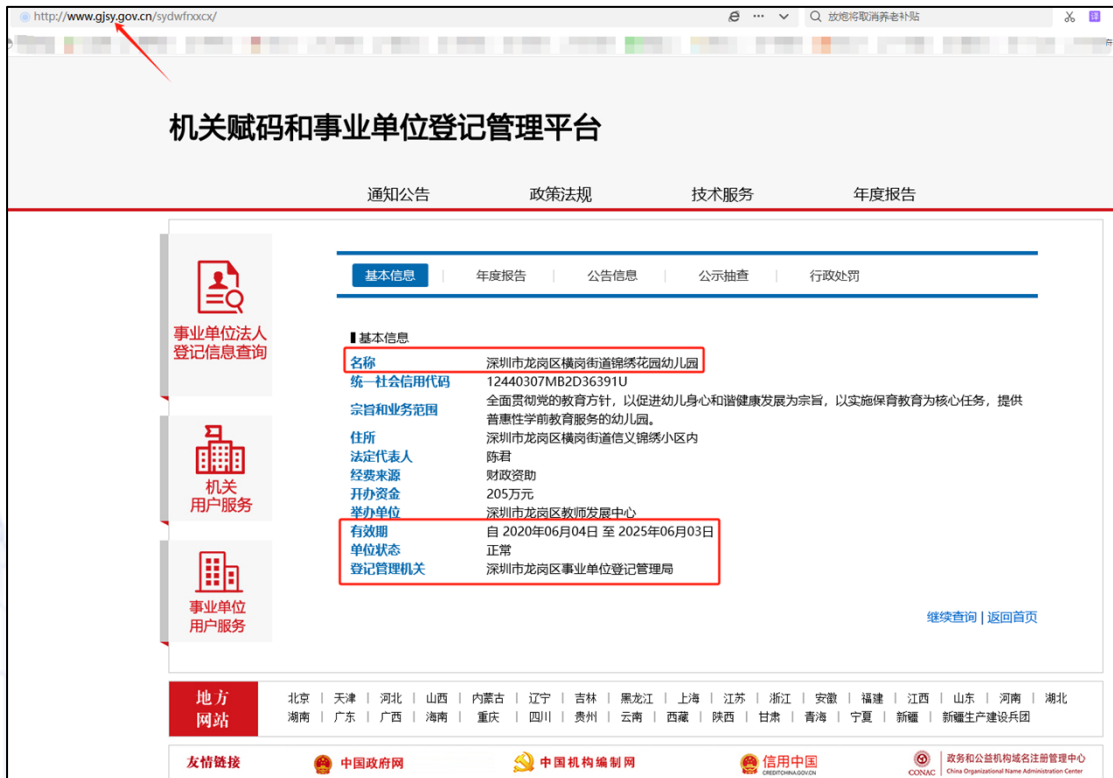 http://www.gjsy.gov.cn/sydwfrxxcx/
放炮将取消养老补贴
机关赋码和事业单位登记管理平台
通知公告 政策法规 技术服务 年度报告
事业单位法人
登记信息查询
机关
用户服务
事业单位
用户服务
基本信息 | 年度报告 | 公告信息 | 公示抽查 | 行政处罚
基本信息
名称 深圳市龙岗区横岗街道锦绣花园幼儿园
统一社会信用代码 12440307MB2D36391U
宗旨和业务范围 全面贯彻党的教育方针，以促进幼儿身心和谐健康发展为宗旨，以实施保育教育为核心任务，提供
普惠性学前教育服务的幼儿园。
住所 深圳市龙岗区横岗街道信义锦绣小区内
法定代表人 陈君
经费来源 财政资助
开办资金 205万元
举办单位 深圳市龙岗区教师发展中心
有效期 自 2020年06月04日 至 2025年06月03日
单位状态 正常
登记管理机关 深圳市龙岗区事业单位登记管理局
继续查询 | 返回首页
地方
网站
北京 | 天津 | 河北 | 山西 | 内蒙古 | 辽宁 | 吉林 | 黑龙江 | 上海 | 江苏 | 浙江 | 安徽 | 福建 | 江西 | 山东 | 河南 | 湖北
湖南 | 广东 | 广西 | 海南 | 重庆 | 四川 | 贵州 | 云南 | 西藏 | 陕西 | 甘肃 | 青海 | 宁夏 | 新疆 | 新疆生产建设兵团
友情链接 中国政府网 中国机构编制网 信用中国 CREDITCHINA.GOV.CN CONAC 政务和公益机构域名注册管理中心
China Organizational Name Administration Center